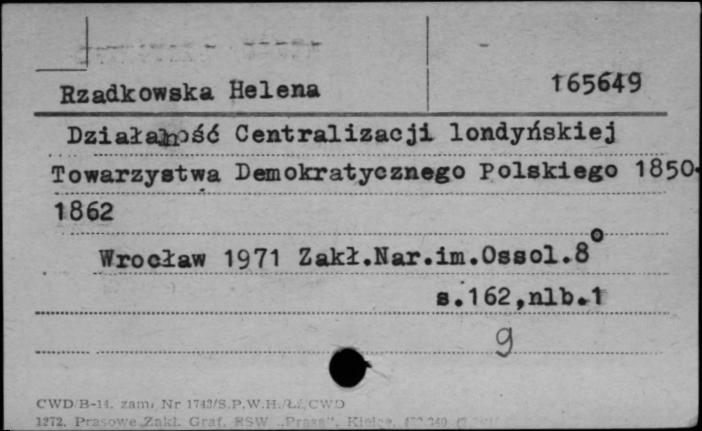 Rzadkowska Helena 165649
Działalność Centralizacji londyńskiej
Towarzystwa Demokratycznego Polskiego 1850-
1862
Wrocław 1971 Zakł.Nar.im.Ossol.8°
s.162,nlb.1
9
CWD/B-14. zam. Nr 1743/S.P.W.H./Ł/CWD
1272. Prasowe Zakł. Graf. RSW "Prasa", Kielce,